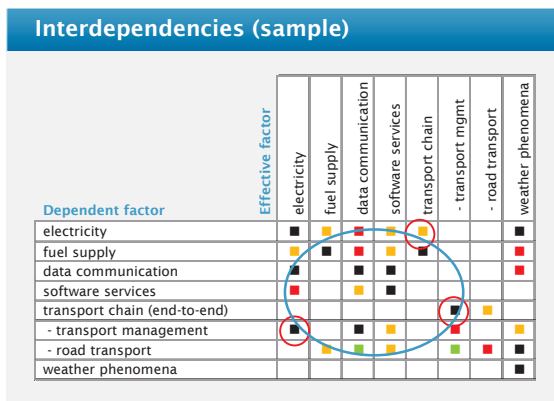 Interdependencies (sample)
Effective factor
electricity
fuel supply
data communication
software services
transport chain
- transport mgmt
- road transport
weather phenomena
Dependent factor
electricity
fuel supply
data communication
software services
transport chain (end-to-end)
- transport management
- road transport
weather phenomena